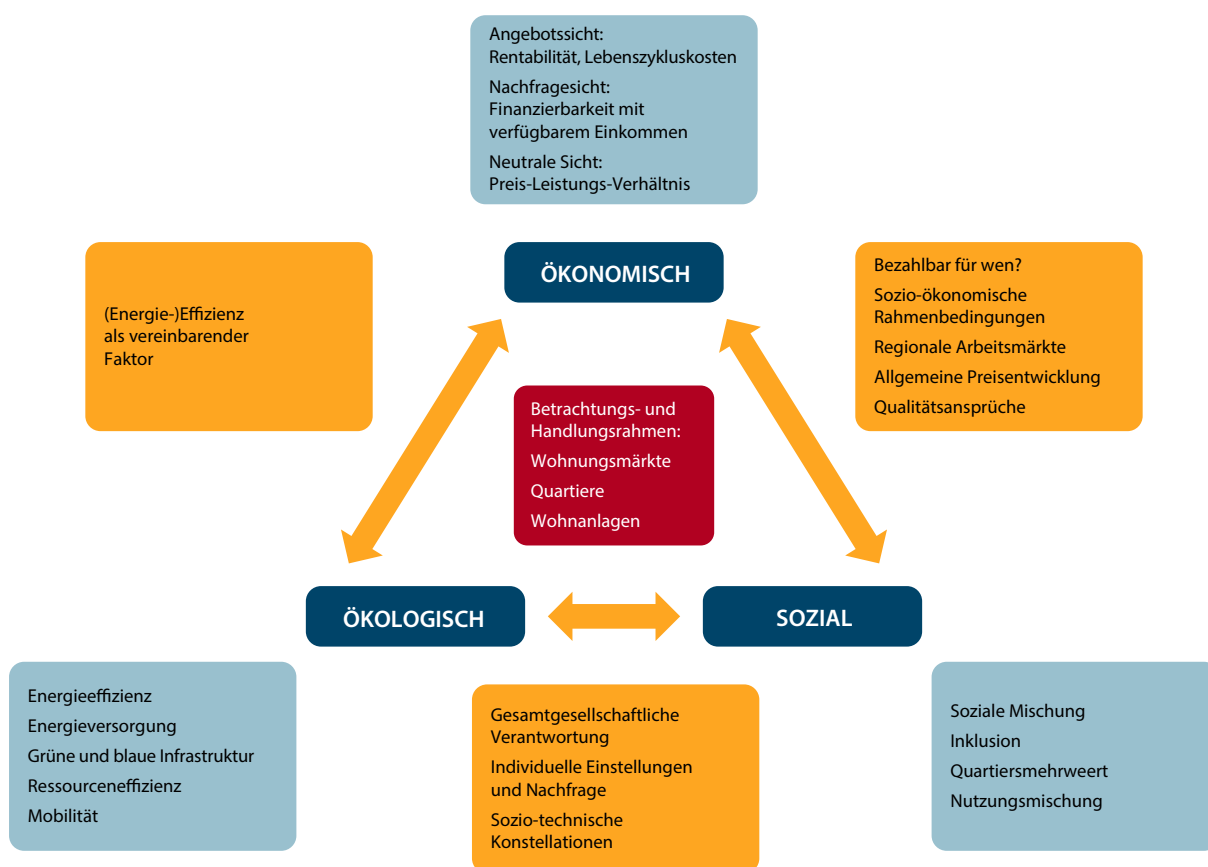 Angebotssicht:
Rentabilität, Lebenszykluskosten
Nachfragesicht:
Finanzierbarkeit mit
verfügbarem Einkommen
Neutrale Sicht:
Preis-Leistungs-Verhältnis
(Energie-)Effizienz
als vereinbarender
Faktor
ÖKONOMISCH
Bezahlbar für wen?
Sozio-ökonomische
Rahmenbedingungen
Regionale Arbeitsmärkte
Allgemeine Preisentwicklung
Qualitätsansprüche
Betrachtungs- und
Handlungsrahmen:
Wohnungsmärkte
Quartiere
Wohnanlagen
ÖKOLOGISCH
SOZIAL
Energieeffizienz
Energieversorgung
Grüne und blaue Infrastruktur
Ressourceneffizienz
Mobilität
Gesamtgesellschaftliche
Verantwortung
Individuelle Einstellungen
und Nachfrage
Sozio-technische
Konstellationen
Soziale Mischung
Inklusion
Quartiersmehrweert
Nutzungsmischung